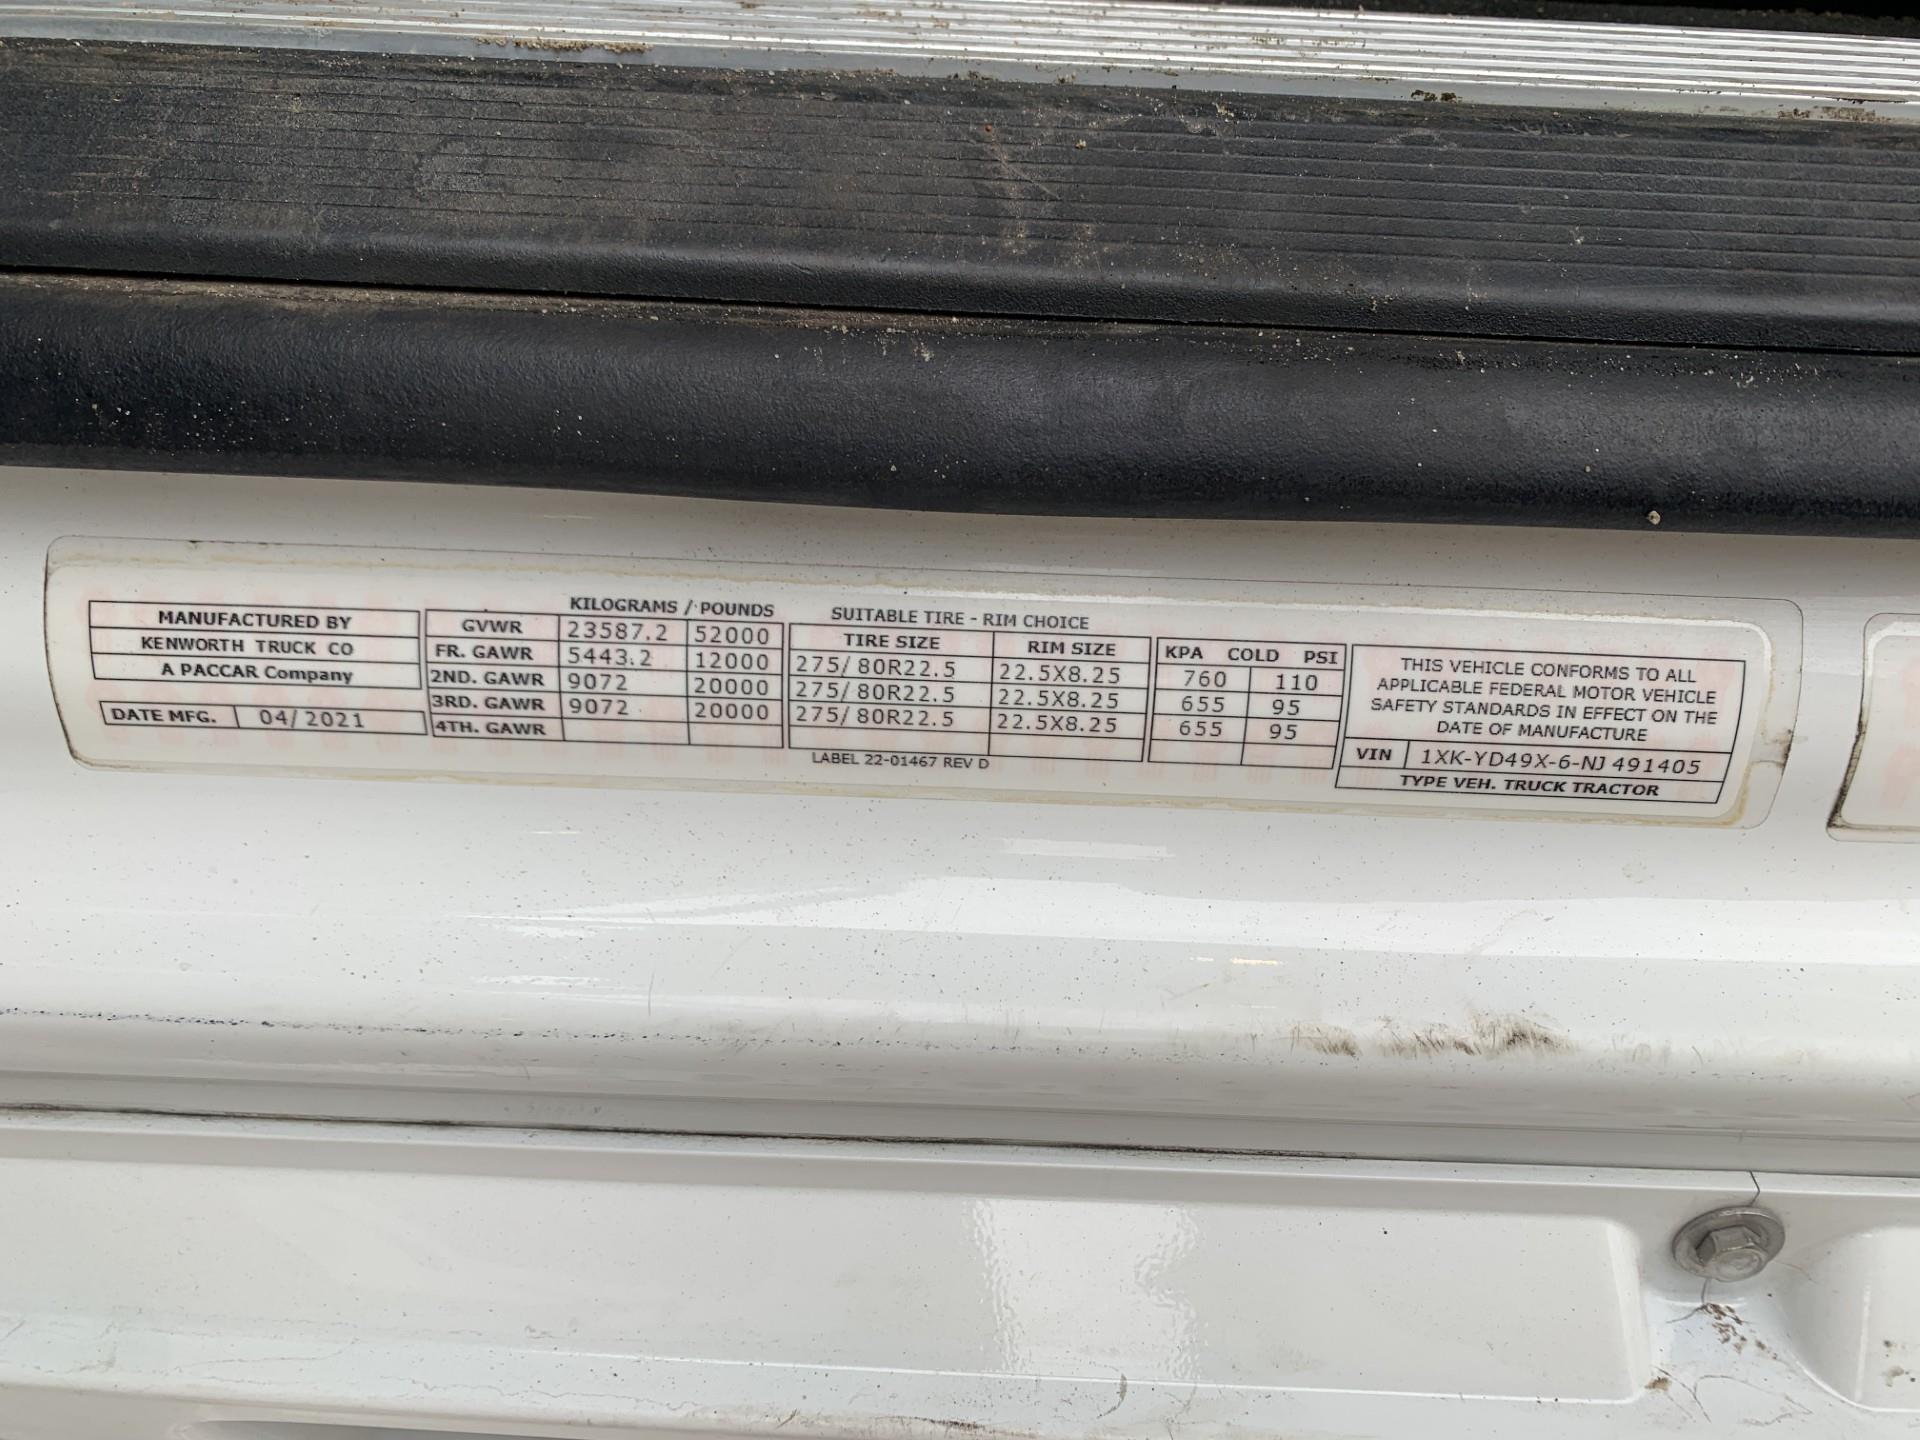 MANUFACTURED BY
KENWORTH TRUCK CO
A PACCAR Company
DATE MFG. 04/2021
KILOGRAMS / POUNDS
GVWR 23587.2 52000
FR. GAWR 5443.2 12000
2ND. GAWR 9072 20000
3RD. GAWR 9072 20000
4TH. GAWR
SUITABLE TIRE - RIM CHOICE
TIRE SIZE RIM SIZE
275/80R22.5 22.5X8.25
275/80R22.5 22.5X8.25
275/80R22.5 22.5X8.25
LABEL 22-01467 REV D
KPA COLD PSI
760 110
655 95
655 95
THIS VEHICLE CONFORMS TO ALL
APPLICABLE FEDERAL MOTOR VEHICLE
SAFETY STANDARDS IN EFFECT ON THE
DATE OF MANUFACTURE
VIN 1XK-YD49X-6-NJ 491405
TYPE VEH. TRUCK TRACTOR